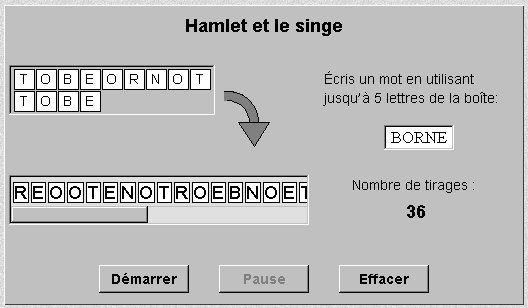 Hamlet et le singe
TOBEORNOT
TOBE
Écris un mot en utilisant
jusqu'à 5 lettres de la boîte:
BORNE
REOOTENOTROEBNOET
Nombre de tirages :
36
Démarrer
Pause
Effacer